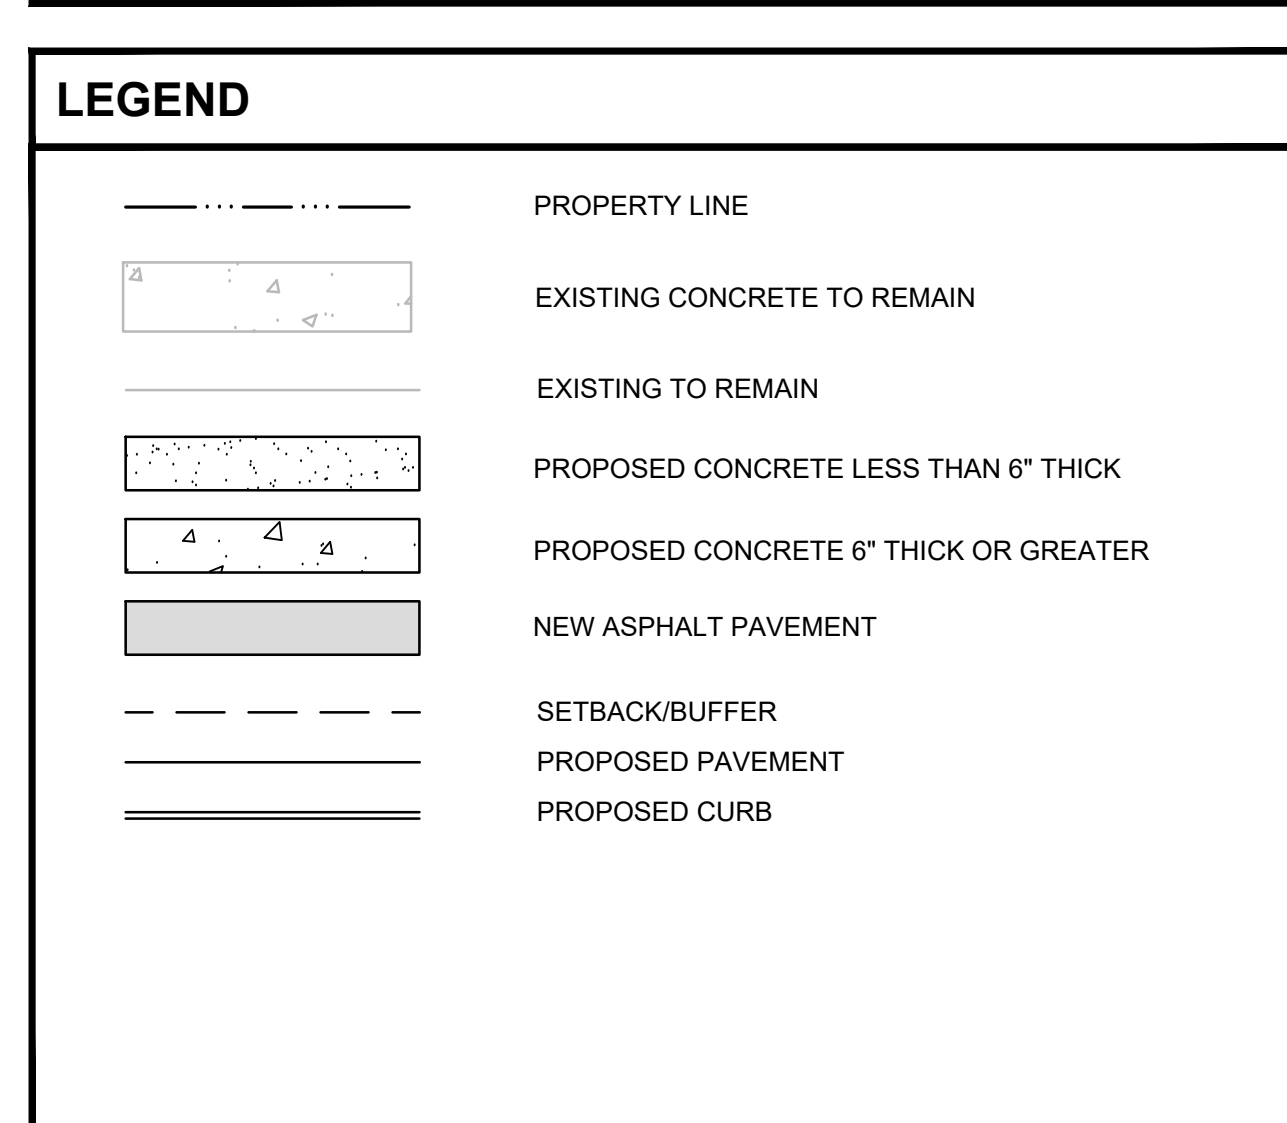 LEGEND
PROPERTY LINE
EXISTING CONCRETE TO REMAIN
EXISTING TO REMAIN
PROPOSED CONCRETE LESS THAN 6" THICK
PROPOSED CONCRETE 6" THICK OR GREATER
NEW ASPHALT PAVEMENT
SETBACK/BUFFER
PROPOSED PAVEMENT
PROPOSED CURB